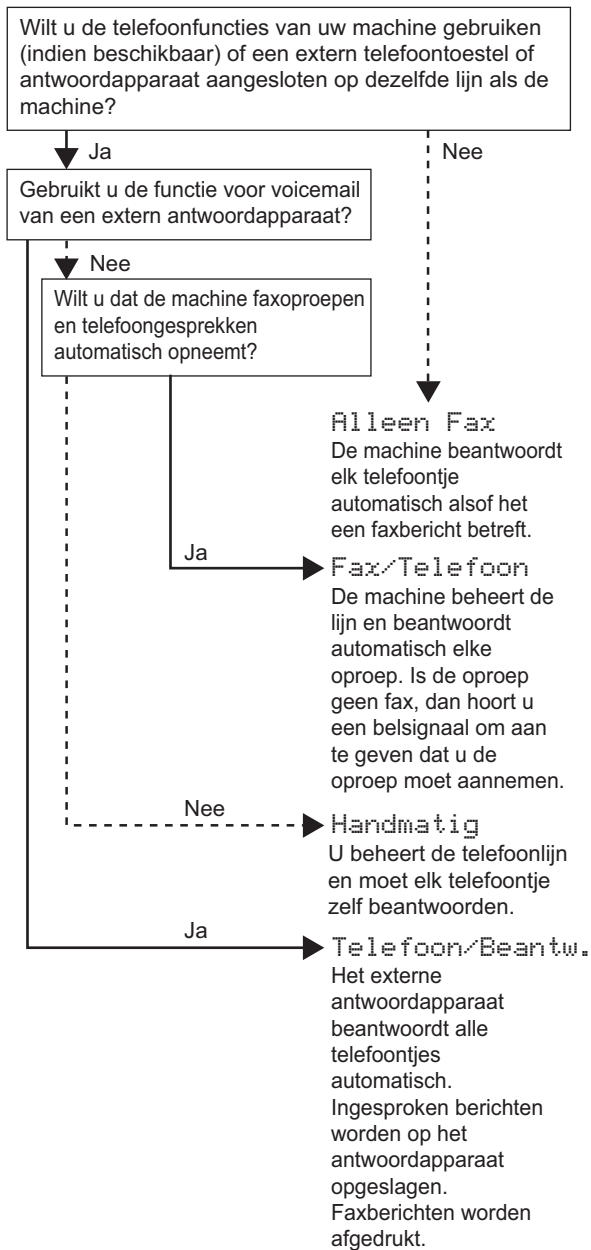 Wilt u de telefoonfuncties van uw machine gebruiken
(indien beschikbaar) of een extern telefoontoestel of
antwoordapparaat aangesloten op dezelfde lijn als de
machine?
Ja
Nee
Gebruikt u de functie voor voicemail
van een extern antwoordapparaat?
Nee
Wilt u dat de machine faxoproepen
en telefoongesprekken
automatisch opneemt?
Alleen Fax
De machine beantwoordt
elk telefoontje
automatisch alsof het
een faxbericht betreft.
Ja
Fax/Telefoon
De machine beheert de
lijn en beantwoordt
automatisch elke
oproep. Is de oproep
geen fax, dan hoort u
een belsignaal om aan
te geven dat u de
oproep moet aannemen.
Nee
Handmatig
U beheert de telefoonlijn
en moet elk telefoontje
zelf beantwoorden.
Ja
Telefoon/Beantw.
Het externe
antwoordapparaat
beantwoordt alle
telefoontjes
automatisch.
Ingesproken berichten
worden op het
antwoordapparaat
opgeslagen.
Faxberichten worden
afgedrukt.